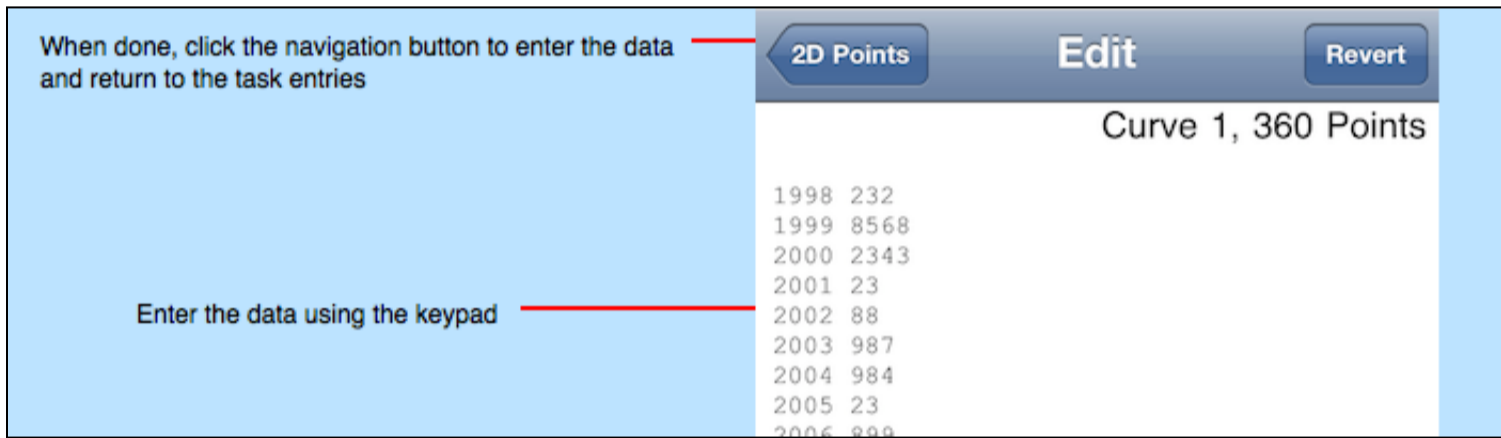 When done, click the navigation button to enter the data
and return to the task entries
2D Points
Edit
Revert
Curve 1, 360 Points
1998 232
1999 8568
2000 2343
2001 23
Enter the data using the keypad
2002 88
2003 987
2004 984
2005 23
2006 899